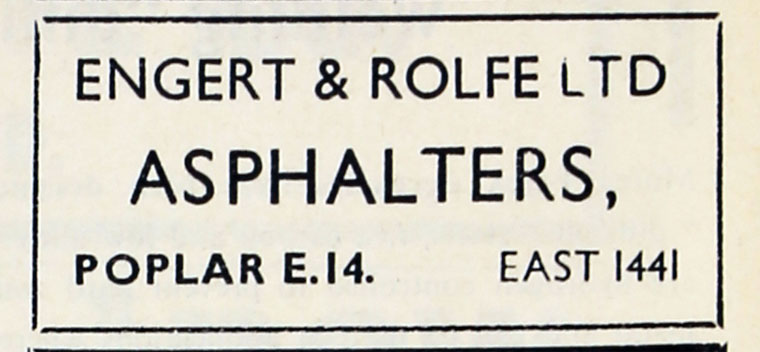 ENGERT & ROLFE LTD
ASPHALTERS,
POPLAR E.14. EAST 1441